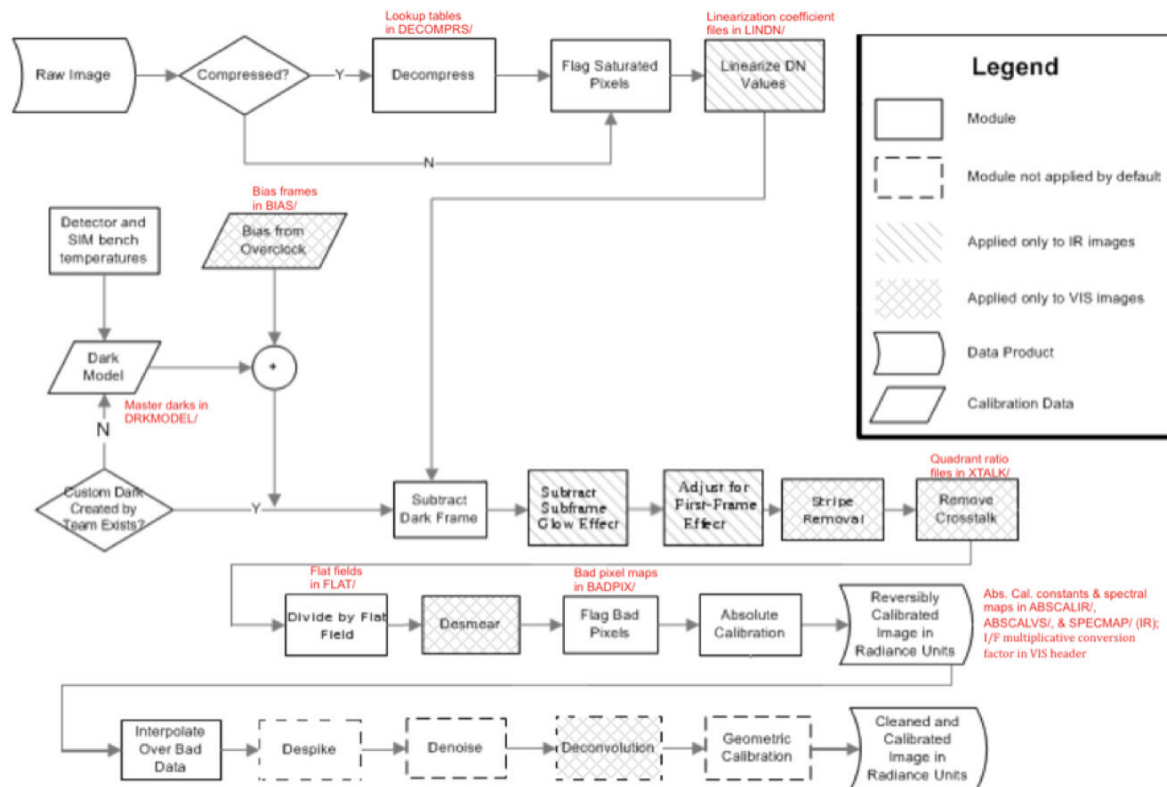 Lookup tables
in DECOMPRS/
Linearization coefficient
files in LINDN/
Raw Image
Compressed?
Y
Decompress
Flag Saturated
Pixels
Linearize DN
Values
N
Legend
Module
Module not applied by default
Applied only to IR images
Applied only to VIS images
Data Product
Calibration Data
Bias frames
in BIAS/
Detector and
SIM bench
temperatures
Bias from
Overclock
Dark
Model
+
Master darks in
DRKMODEL/
N
Custom Dark
Created by
Team Exists?
Y
Subtract
Dark Frame
Subtract
Subframe
Glow Effect
Adjust for
First-Frame
Effect
Stripe
Removal
Quadrant ratio
files in XTALK/
Remove
Crosstalk
Flat fields
in FLAT/
Divide by Flat
Field
Desmear
Bad pixel maps
in BADPIX/
Flag Bad
Pixels
Absolute
Calibration
Reversibly
Calibrated
Image in
Radiance Units
Abs. Cal. constants & spectral
maps in ABSCALIR/,
ABSCALVS/, & SPECMAP/ (IR);
I/F multiplicative conversion
factor in VIS header
Interpolate
Over Bad
Data
Despike
Denoise
Deconvolution
Geometric
Calibration
Cleaned and
Calibrated
Image in
Radiance Units